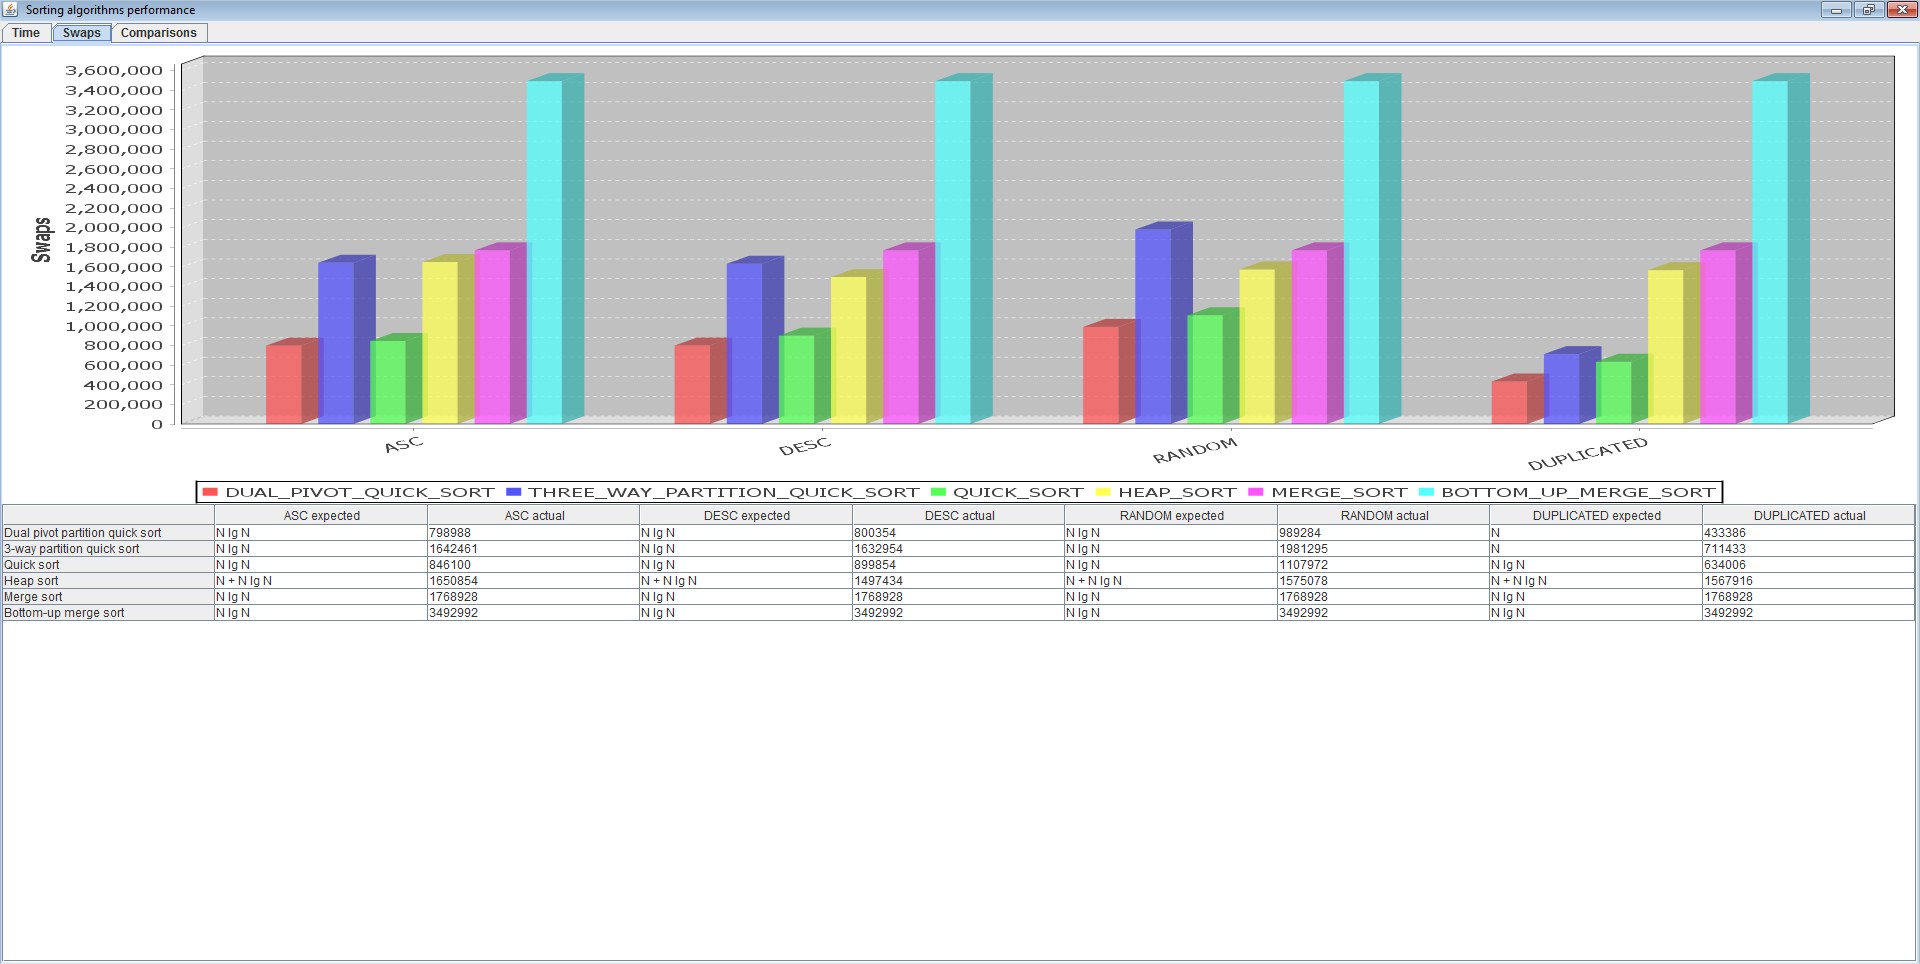 Sorting algorithms performance
Time Swaps Comparisons
3,600,000
3,400,000
3,200,000
3,000,000
2,800,000
2,600,000
2,400,000
2,200,000
2,000,000
1,800,000
1,600,000
1,400,000
1,200,000
1,000,000
800,000
600,000
400,000
200,000
0
Swaps
ASC DESC RANDOM DUPLICATED
DUAL_PIVOT_QUICK_SORT THREE_WAY_PARTITION_QUICK_SORT QUICK_SORT HEAP_SORT MERGE_SORT BOTTOM_UP_MERGE_SORT
ASC expected ASC actual DESC expected DESC actual RANDOM expected RANDOM actual DUPLICATED expected DUPLICATED actual
Dual pivot partition quick sort N lg N 798988 N lg N 800354 N lg N 989284 N 433386
3-way partition quick sort N lg N 1642461 N lg N 1632954 N lg N 1981295 N 711433
Quick sort N lg N 846100 N lg N 899854 N lg N 1107972 N lg N 634006
Heap sort N + N lg N 1650854 N + N lg N 1497434 N + N lg N 1575078 N + N lg N 1567916
Merge sort N lg N 1768928 N lg N 1768928 N lg N 1768928 N lg N 1768928
Bottom-up merge sort N lg N 3492992 N lg N 3492992 N lg N 3492992 N lg N 3492992